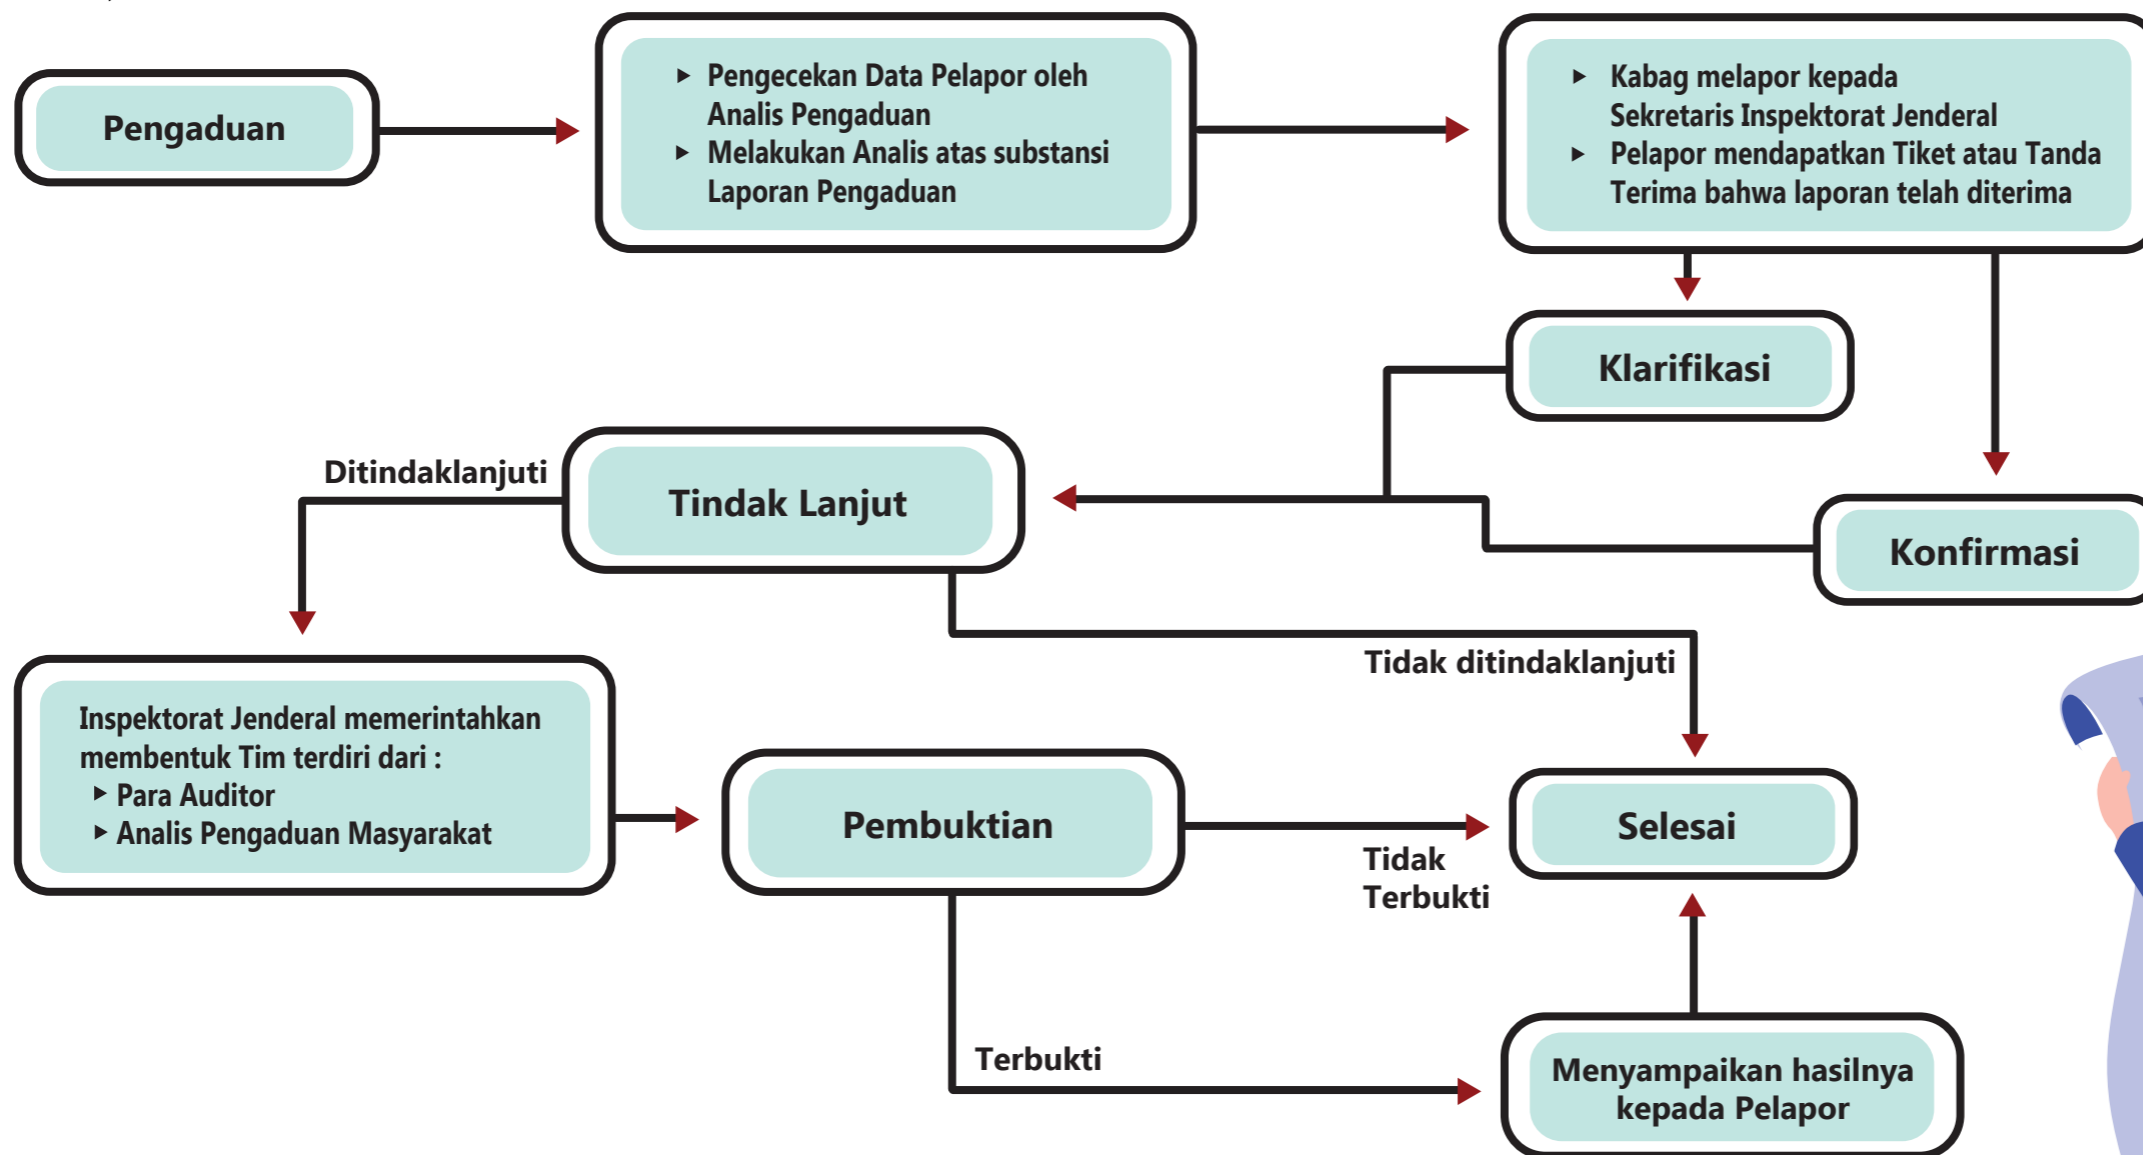 Pengaduan
▸ Pengecekan Data Pelapor oleh
Analis Pengaduan
▸ Melakukan Analis atas substansi
Laporan Pengaduan
▸ Kabag melapor kepada
Sekretaris Inspektorat Jenderal
▸ Pelapor mendapatkan Tiket atau Tanda
Terima bahwa laporan telah diterima
Klarifikasi
Konfirmasi
Tindak Lanjut
Ditindaklanjuti
Tidak ditindaklanjuti
Inspektorat Jenderal memerintahkan
membentuk Tim terdiri dari :
▸ Para Auditor
▸ Analis Pengaduan Masyarakat
Pembuktian
Tidak
Terbukti
Selesai
Terbukti
Menyampaikan hasilnya
kepada Pelapor